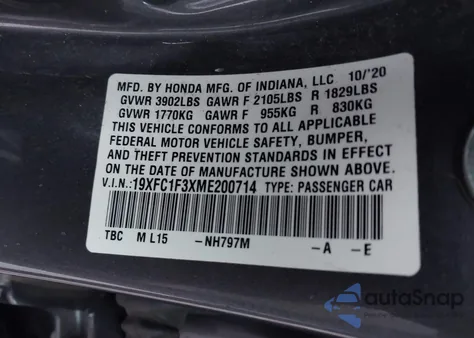 MFD. BY HONDA MFG. OF INDIANA, LLC 10/'20
GVWR 3902LBS GAWR F 2105LBS R 1829LBS
GVWR 1770KG GAWR F 955KG R 830KG
THIS VEHICLE CONFORMS TO ALL APPLICABLE
FEDERAL MOTOR VEHICLE SAFETY, BUMPER,
AND THEFT PREVENTION STANDARDS IN EFFECT
ON THE DATE OF MANUFACTURE SHOWN ABOVE.
V.I.N.: 19XFC1F3XME200714 TYPE: PASSENGER CAR
TBC M L15 -NH797M -A -E
autoSnap